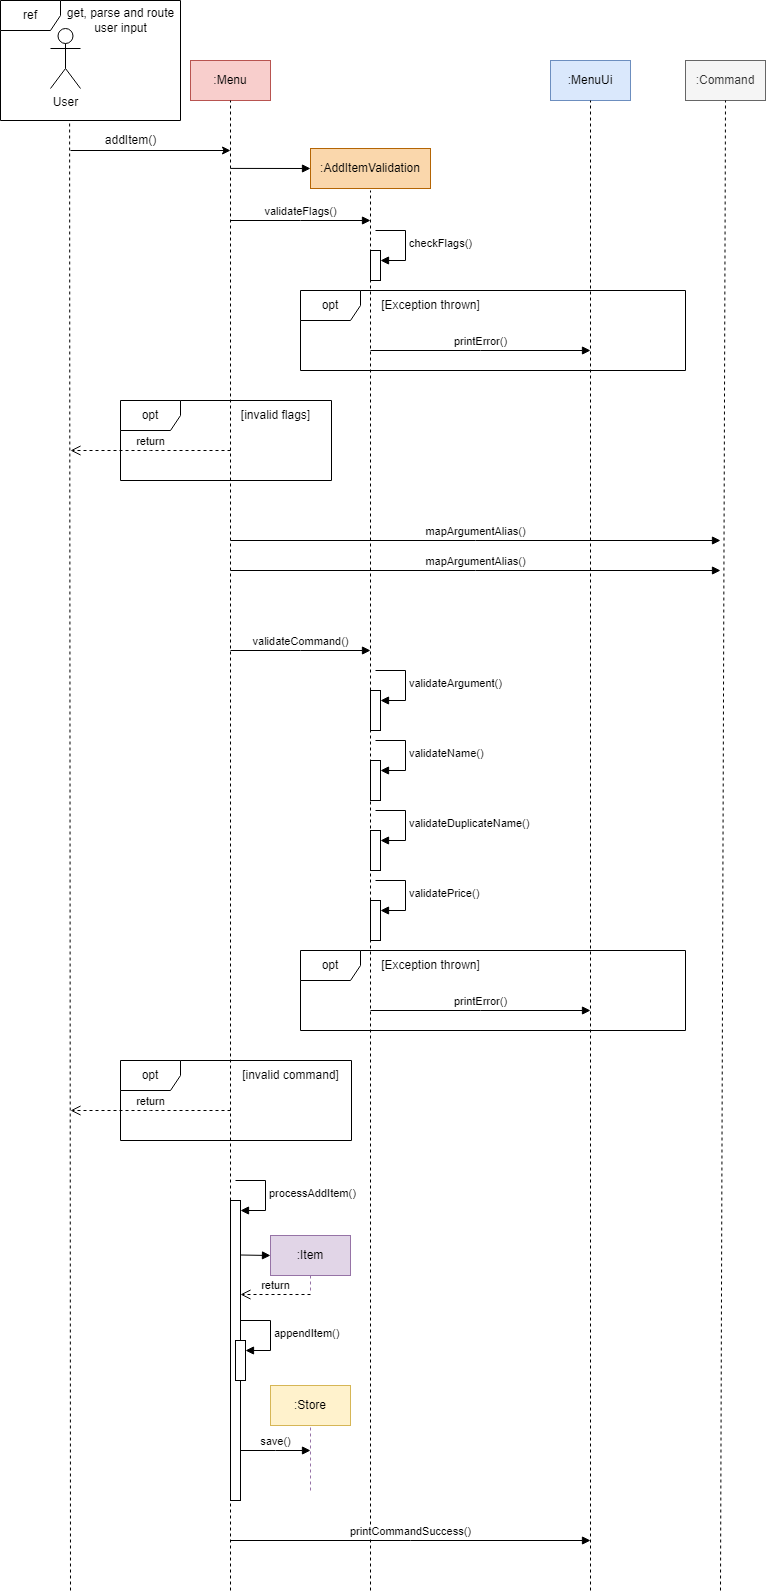 ref
get, parse and route
user input
User
:Menu
:MenuUi
:Command
addItem()
:AddItemValidation
validateFlags()
checkFlags()
opt
[Exception thrown]
printError()
opt
[invalid flags]
return
mapArgumentAlias()
mapArgumentAlias()
validateCommand()
validateArgument()
validateName()
validateDuplicateName()
validatePrice()
opt
[Exception thrown]
printError()
opt
[invalid command]
return
processAddItem()
:Item
return
appendItem()
:Store
save()
printCommandSuccess()